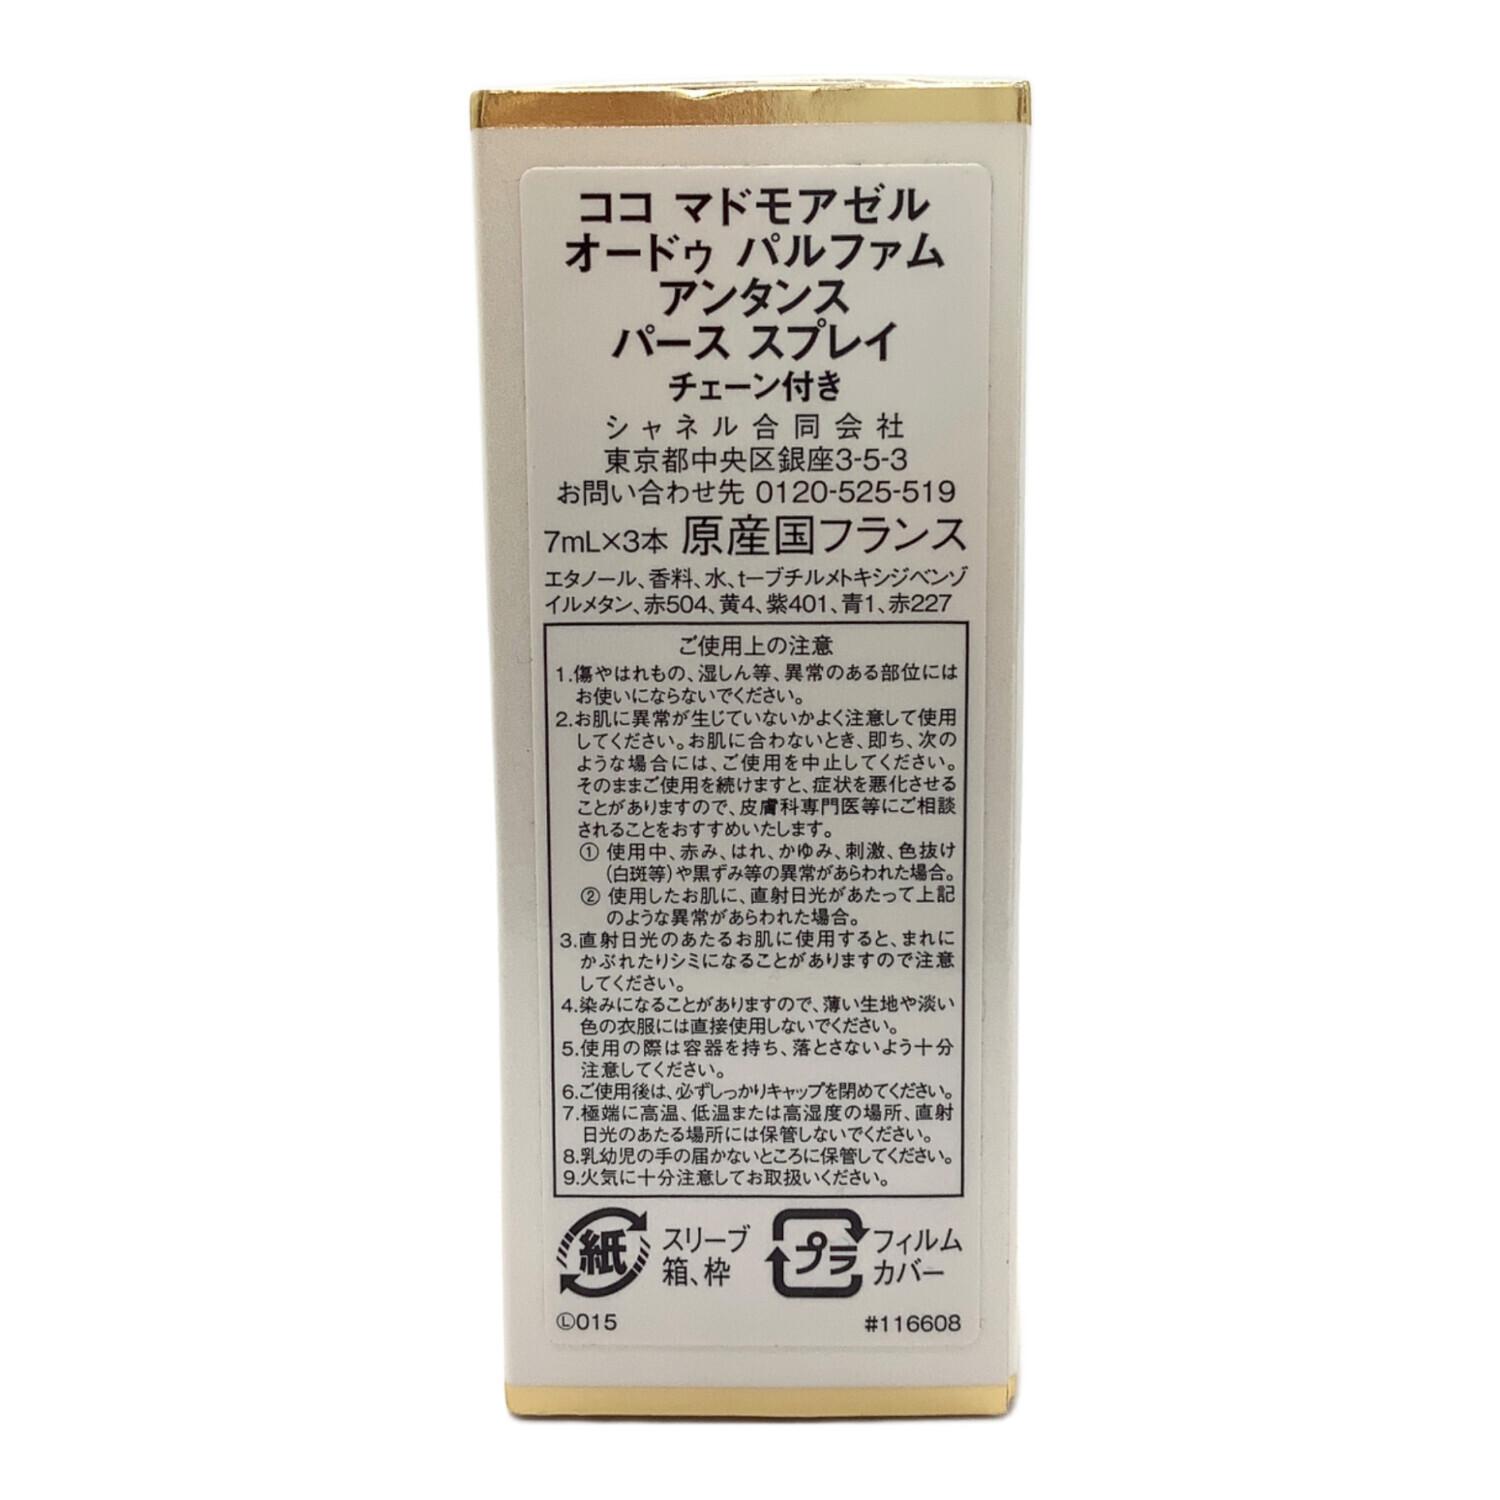 ココ マドモアゼル
オードゥ パルファム
アンタンス
パース スプレイ
チェーン付き
シャネル合同会社
東京都中央区銀座3-5-3
お問い合わせ先 0120-525-519
7mL×3本 原産国フランス
エタノール、香料、水、t-ブチルメトキシジベンゾ
イルメタン、赤504、黄4、紫401、青1、赤227
ご使用上の注意
1.傷やはれもの、湿しん等、異常のある部位には
お使いにならないでください。
2.お肌に異常が生じていないかよく注意して使用
してください。お肌に合わないとき、即ち、次の
ような場合には、ご使用を中止してください。
そのままご使用を続けますと、症状を悪化させる
ことがありますので、皮膚科専門医等にご相談
されることをおすすめいたします。
① 使用中、赤み、はれ、かゆみ、刺激、色抜け
(白斑等)や黒ずみ等の異常があらわれた場合。
② 使用したお肌に、直射日光があたって上記
のような異常があらわれた場合。
3.直射日光のあたるお肌に使用すると、まれに
かぶれたりシミになることがありますので注意
してください。
4.染みになることがありますので、薄い生地や淡い
色の衣服には直接使用しないでください。
5.使用の際は容器を持ち、落とさないよう十分
注意してください。
6.ご使用後は、必ずしっかりキャップを閉めてください。
7.極端に高温、低温または高湿度の場所、直射
日光のあたる場所には保管しないでください。
8.乳幼児の手の届かないところに保管してください。
9.火気に十分注意してお取扱いください。
紙 スリーブ 箱、枠
プラ フィルム カバー
Ⓛ015 #116608